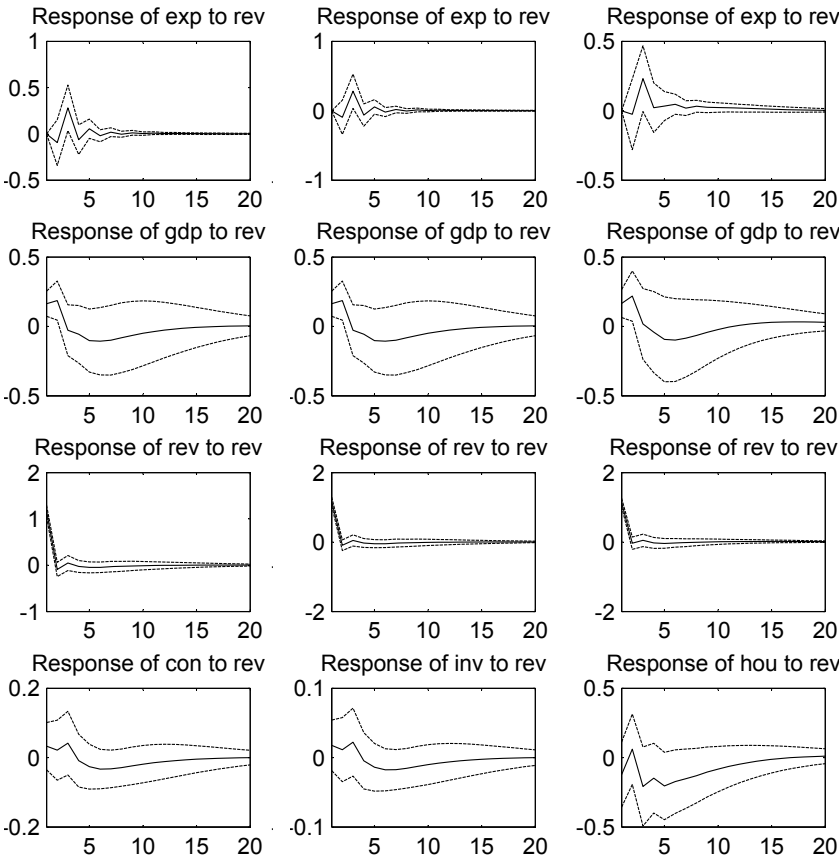 Response of exp to rev Response of exp to rev Response of exp to rev
1 1 0.5
0.5
0 0 0
-0.5 -1 -0.5
5 10 15 20 5 10 15 20 5 10 15 20
Response of gdp to rev Response of gdp to rev Response of gdp to rev
0.5 0.5 0.5
0 0 0
-0.5 -0.5 -0.5
5 10 15 20 5 10 15 20 5 10 15 20
Response of rev to rev Response of rev to rev Response of rev to rev
2 2 2
1
0 0 0
-1 -2 -2
5 10 15 20 5 10 15 20 5 10 15 20
Response of con to rev Response of inv to rev Response of hou to rev
0.2 0.1 0.5
0 0 0
-0.2 -0.1 -0.5
5 10 15 20 5 10 15 20 5 10 15 20